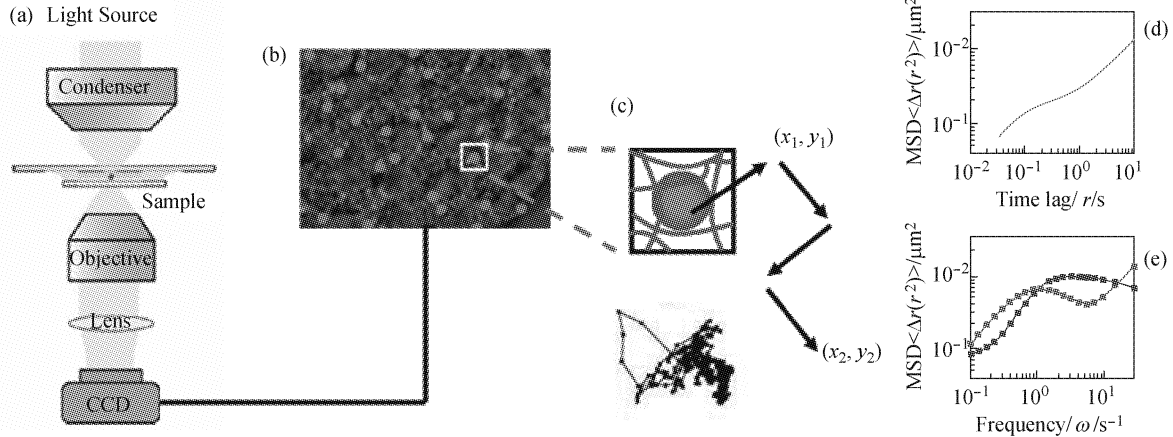 (a) Light Source
Condenser
Sample
Objective
Lens
CCD
(b)
(c)
(x₁, y₁)
(x₂, y₂)
(d)
MSD<Δr(r²)>/μm²
10⁻²
10⁻¹
10⁻² 10⁻¹ 10⁰ 10¹
Time lag/ r/s
(e)
MSD<Δr(r²)>/μm²
10⁻²
10⁻¹
10⁻¹ 10⁰ 10¹
Frequency/ ω/s⁻¹